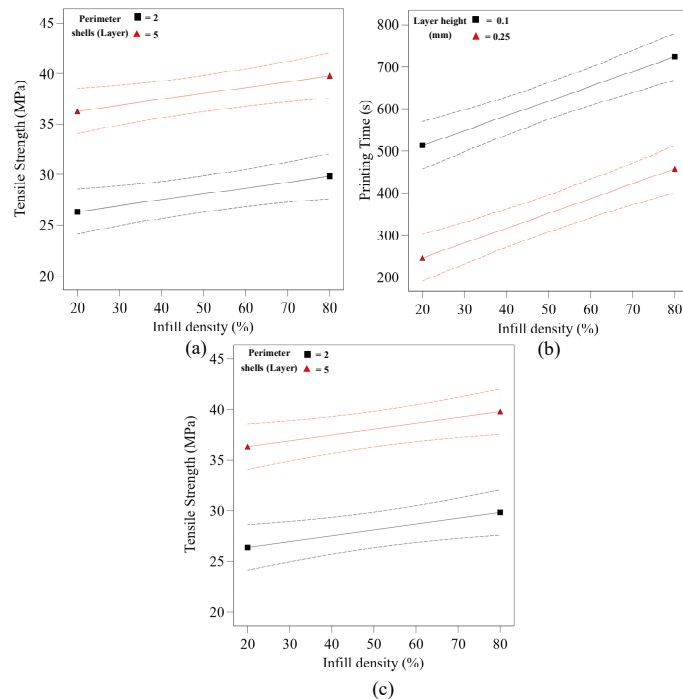 Perimeter
shells (Layer)
= 2
= 5
Tensile Strength (MPa)
45
40
35
30
25
20
20 30 40 50 60 70 80
Infill density (%)
(a)
Layer height
(mm)
= 0.1
= 0.25
Printing Time (s)
800
700
600
500
400
300
200
20 30 40 50 60 70 80
Infill density (%)
(b)
Perimeter
shells (Layer)
= 2
= 5
Tensile Strength (MPa)
45
40
35
30
25
20
20 30 40 50 60 70 80
Infill density (%)
(c)